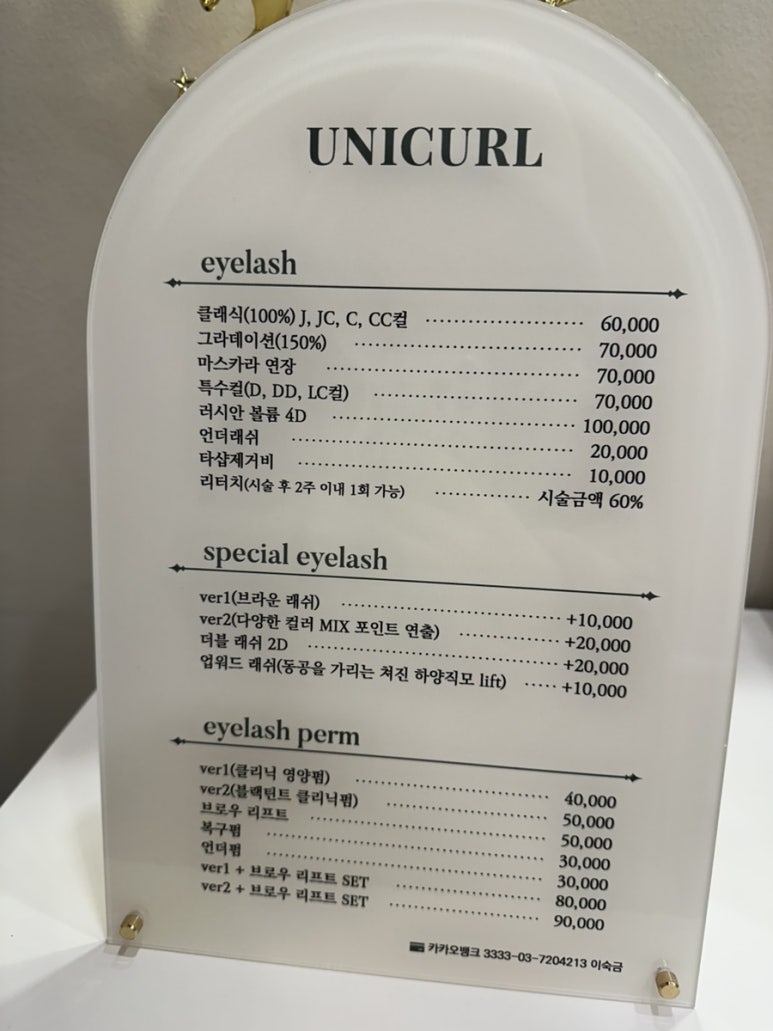 UNICURL
eyelash
클래식(100%) J, JC, C, CC컬 ···················· 60,000
그라데이션(150%) ···························· 70,000
마스카라 연장 ······························· 70,000
특수컬(D, DD, LC컬) ························· 70,000
러시안 볼륨 4D ······························ 100,000
언더래쉬 ···································· 20,000
타샵제거비 ·································· 10,000
리터치(시술 후 2주 이내 1회 가능) ············· 시술금액 60%
special eyelash
ver1(브라운 래쉬) ···························· +10,000
ver2(다양한 컬러 MIX 포인트 연출) ············· +20,000
더블 래쉬 2D ································ +20,000
업워드 래쉬(동공을 가리는 쳐진 하양직모 lift) ····· +10,000
eyelash perm
ver1(클리닉 영양펌) ·························· 40,000
ver2(블랙틴트 클리닉펌) ······················ 50,000
브로우 리프트 ······························· 50,000
복구펌 ······································ 30,000
언더펌 ······································ 30,000
ver1 + 브로우 리프트 SET ····················· 80,000
ver2 + 브로우 리프트 SET ····················· 90,000
카카오뱅크 3333-03-7204213 이숙금